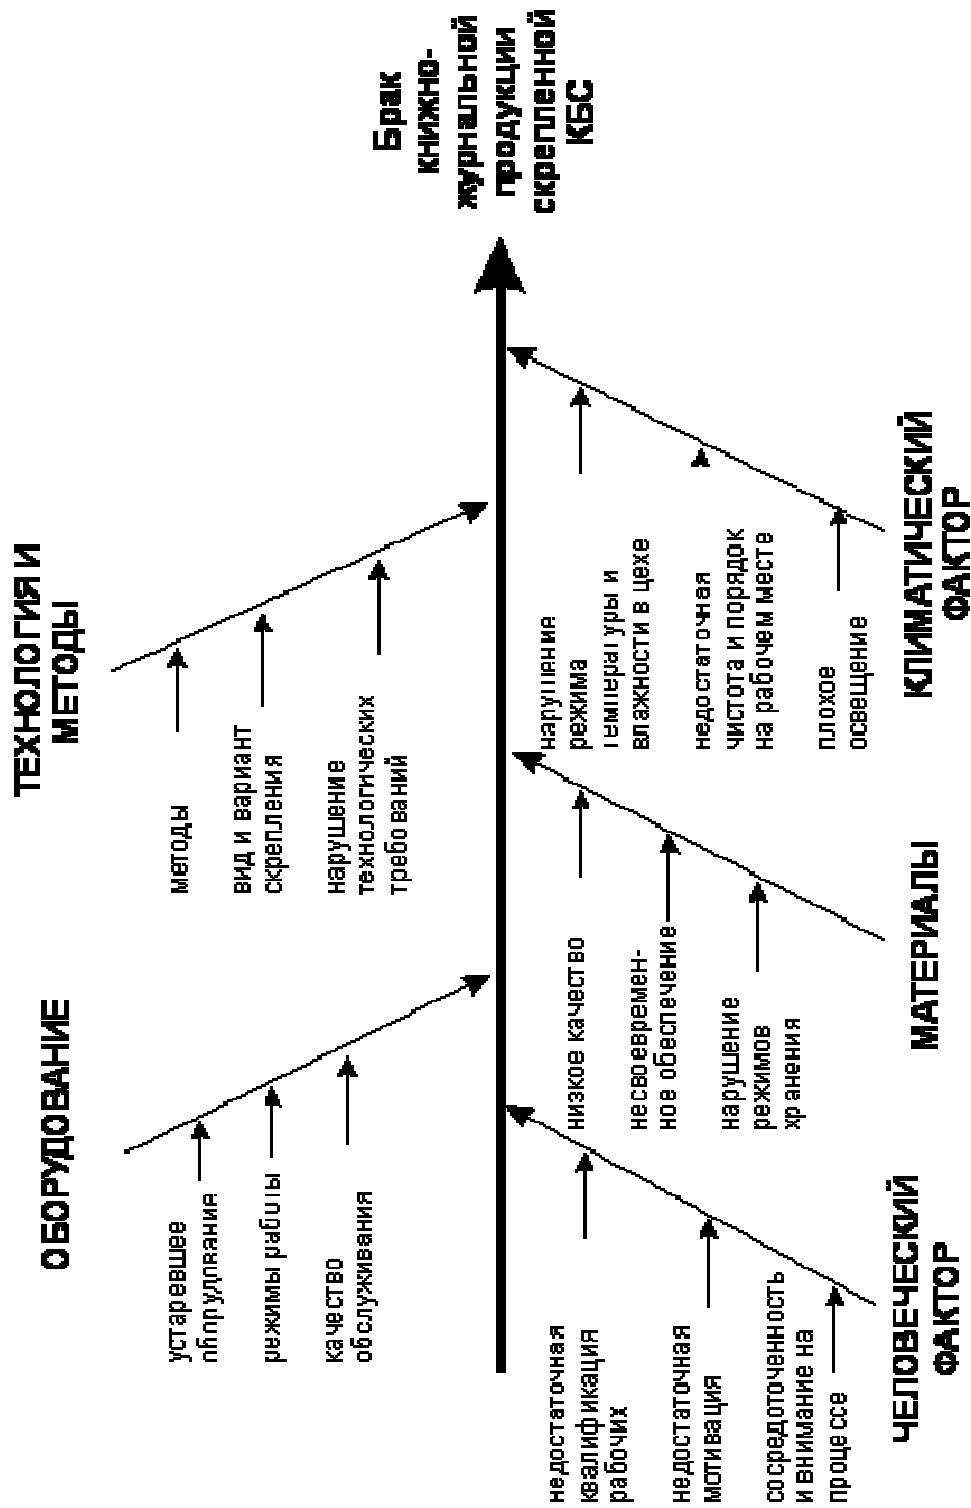 ОБОРУДОВАНИЕ
устаревшее
оборудования
режимы работы
качество
обслуживания
ТЕХНОЛОГИЯ И
МЕТОДЫ
методы
вид и вариант
скрепления
нарушение
технологических
требований
Брак
книжно-
журнальной
продукции
скрепленной
КБС
недостаточная
квалификация
рабочих
недостаточная
мотивация
сосредоточенность
и внимание на
процессе
ЧЕЛОВЕЧЕСКИЙ
ФАКТОР
низкое качество
несвоевремен-
ное обеспечение
нарушение
режимов
хранения
МАТЕРИАЛЫ
нарушения
режима
температуры и
влажности в цехе
недостаточная
чистота и порядок
на рабочем месте
плохое
освещение
КЛИМАТИЧЕСКИЙ
ФАКТОР